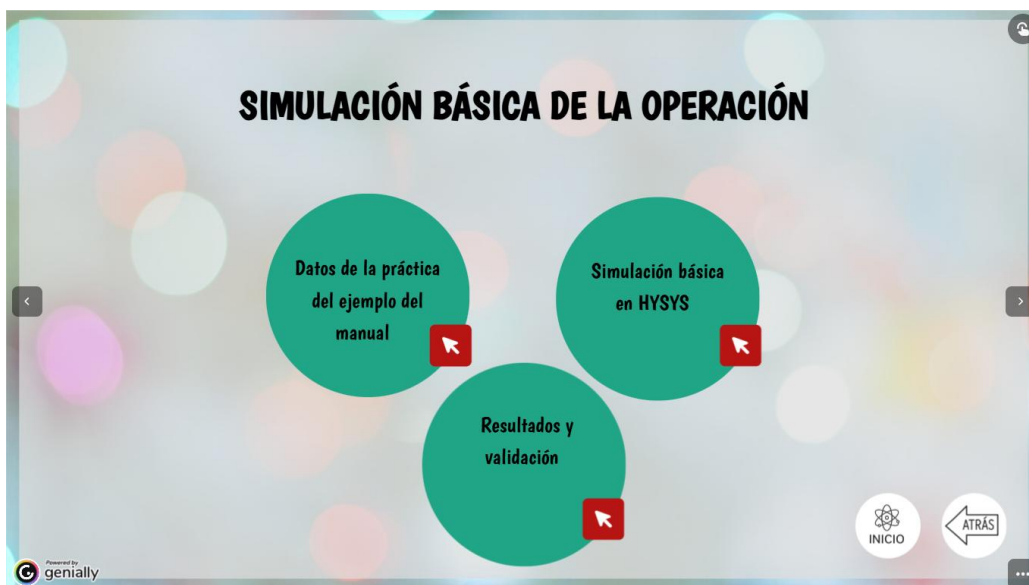 SIMULACIÓN BÁSICA DE LA OPERACIÓN
Datos de la práctica
del ejemplo del
manual
Simulación básica
en HYSYS
Resultados y
validación
INICIO
ATRÁS
Powered by
genially